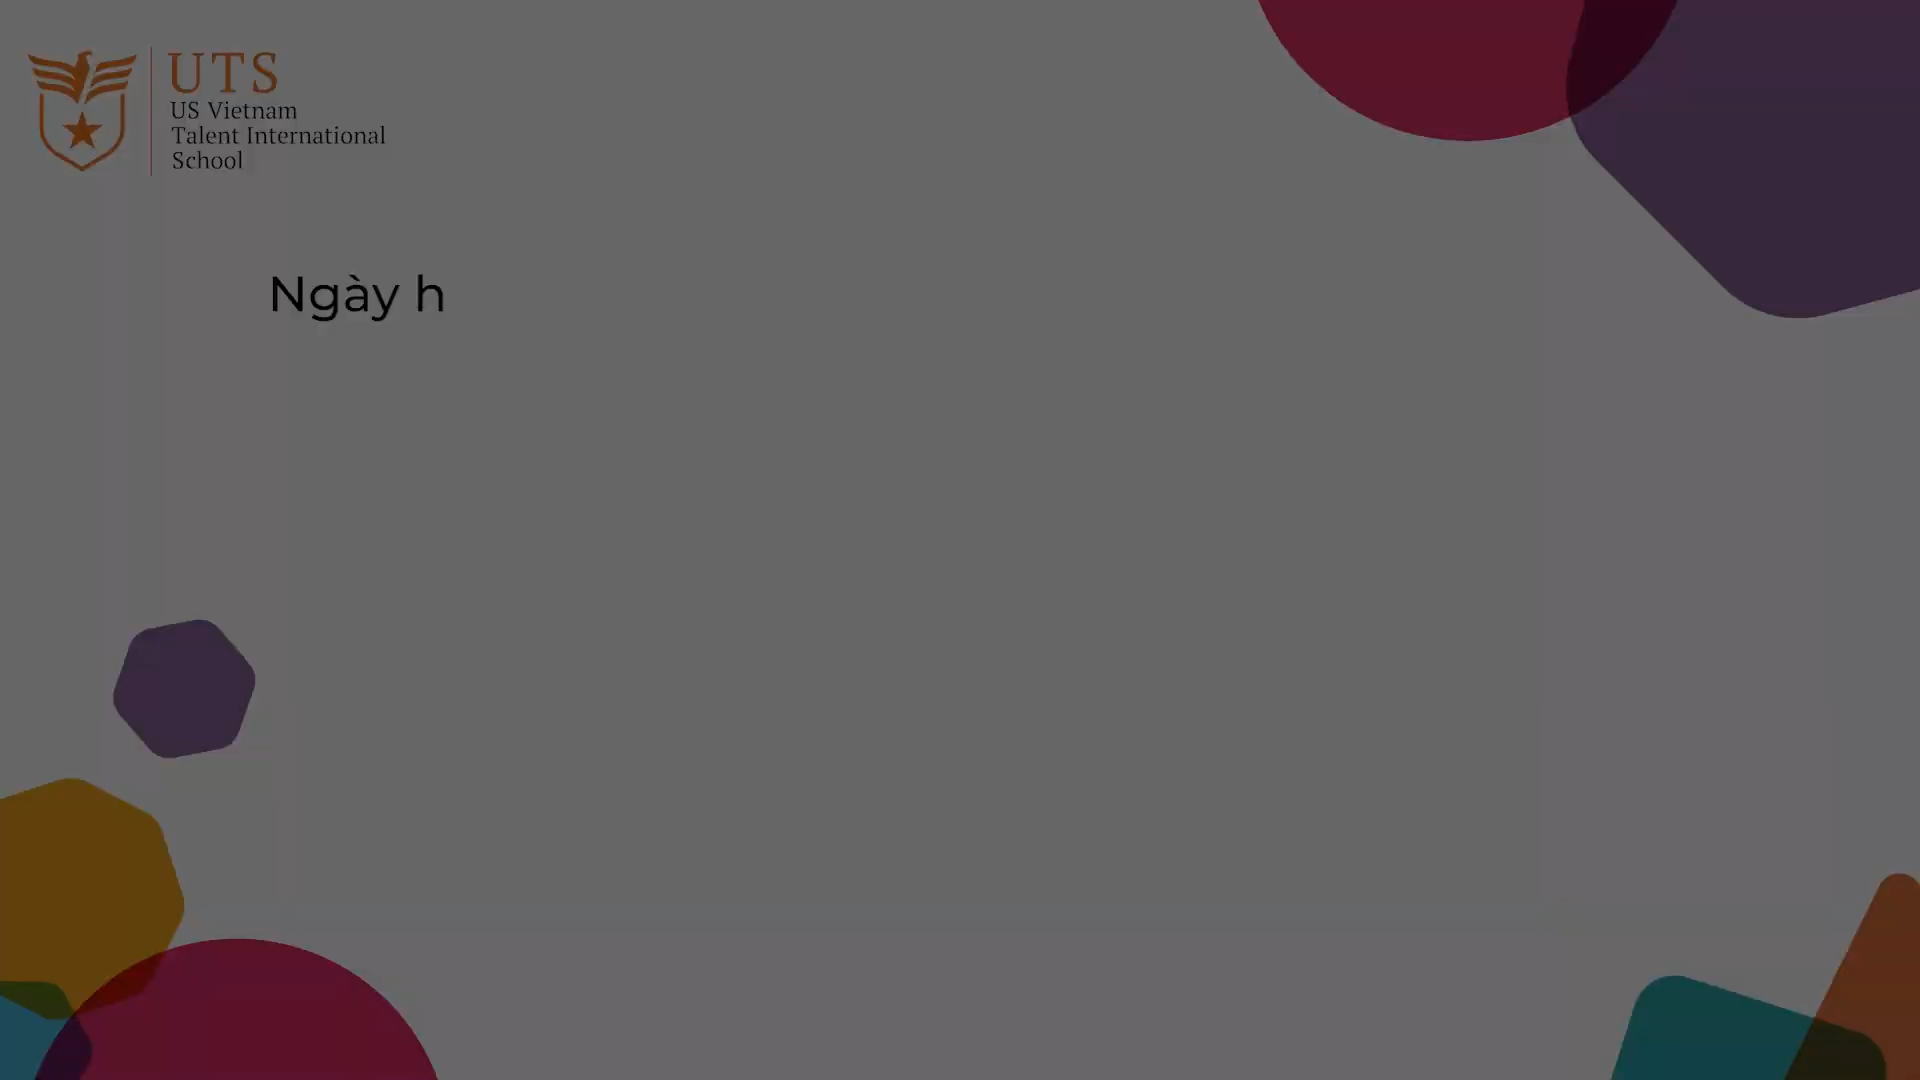 UTS
US Vietnam
Talent International
School
Ngày h